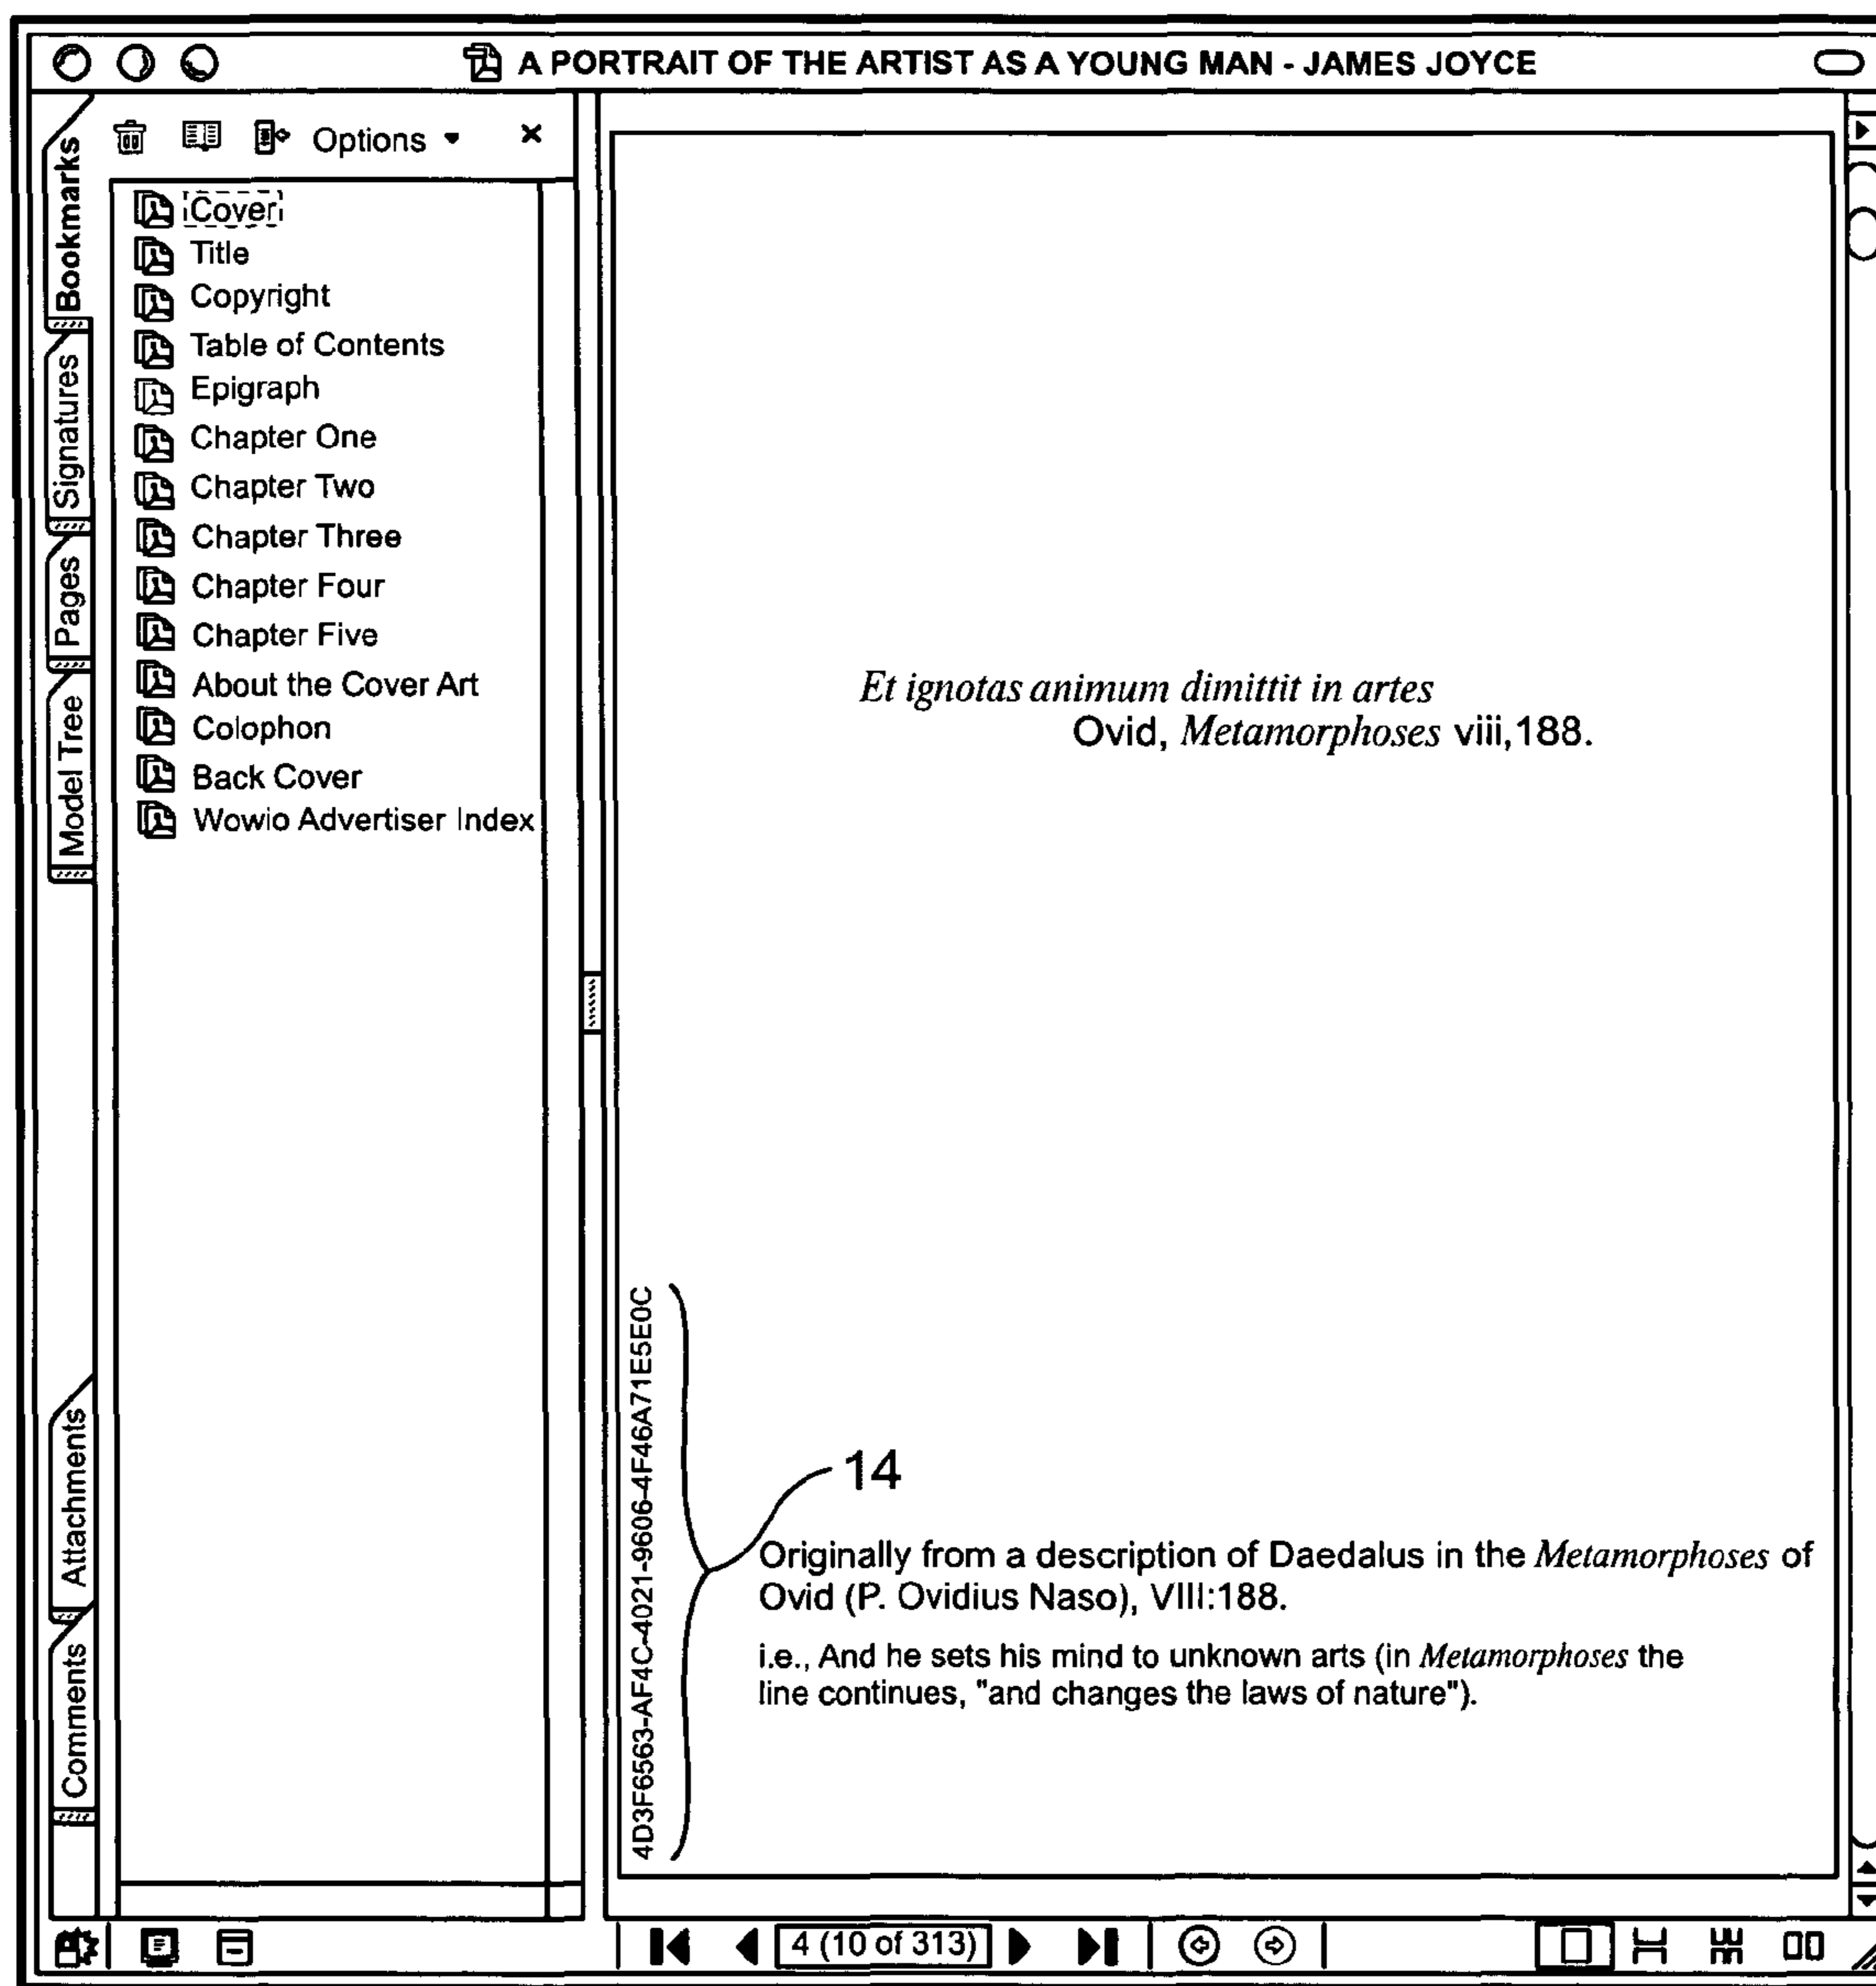 A PORTRAIT OF THE ARTIST AS A YOUNG MAN - JAMES JOYCE
Options
Bookmarks
Signatures
Pages
Model Tree
Attachments
Comments
Cover
Title
Copyright
Table of Contents
Epigraph
Chapter One
Chapter Two
Chapter Three
Chapter Four
Chapter Five
About the Cover Art
Colophon
Back Cover
Wowio Advertiser Index
Et ignotas animum dimittit in artes
Ovid, Metamorphoses viii,188.
4D3F6563-AF4C-4021-9606-4F46A71E5E0C
14
Originally from a description of Daedalus in the Metamorphoses of
Ovid (P. Ovidius Naso), VIII:188.
i.e., And he sets his mind to unknown arts (in Metamorphoses the
line continues, "and changes the laws of nature").
4 (10 of 313)